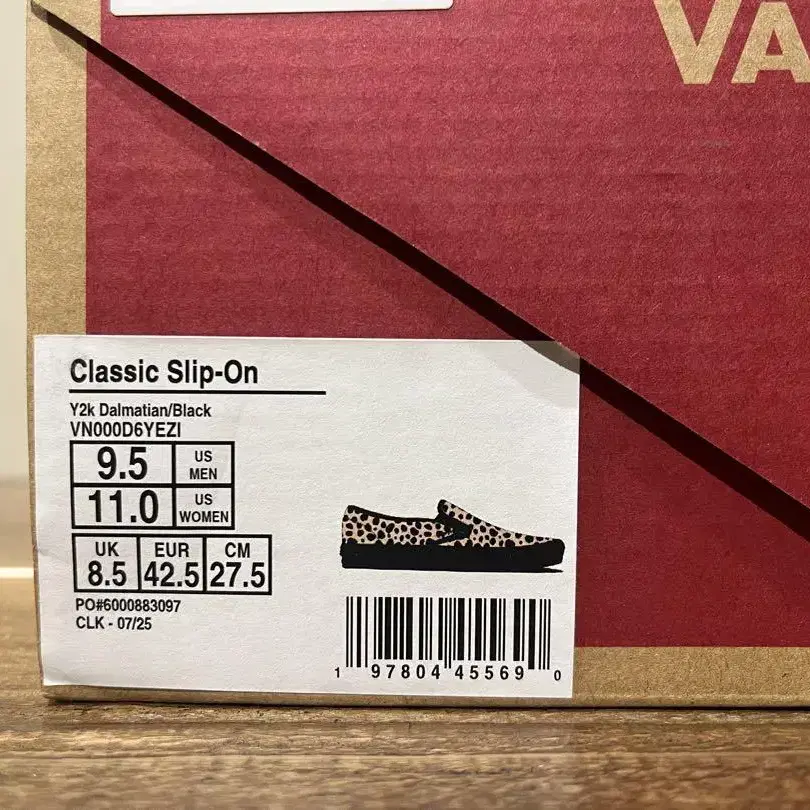 VA
Classic Slip-On
Y2k Dalmatian/Black
VN000D6YEZI
9.5 US MEN
11.0 US WOMEN
UK EUR CM
8.5 42.5 27.5
PO#6000883097
CLK - 07/25
1 97804 45569 0